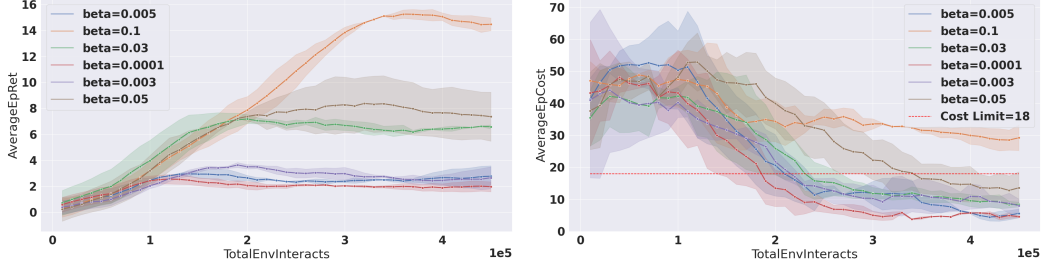 16
14
12
10
8
6
4
2
0
AverageEpRet
beta=0.005
beta=0.1
beta=0.03
beta=0.0001
beta=0.003
beta=0.05
0 1 2 3 4
1e5
TotalEnvInteracts
70
60
50
40
30
20
10
0
AverageEpCost
beta=0.005
beta=0.1
beta=0.03
beta=0.0001
beta=0.003
beta=0.05
Cost Limit=18
0 1 2 3 4
1e5
TotalEnvInteracts